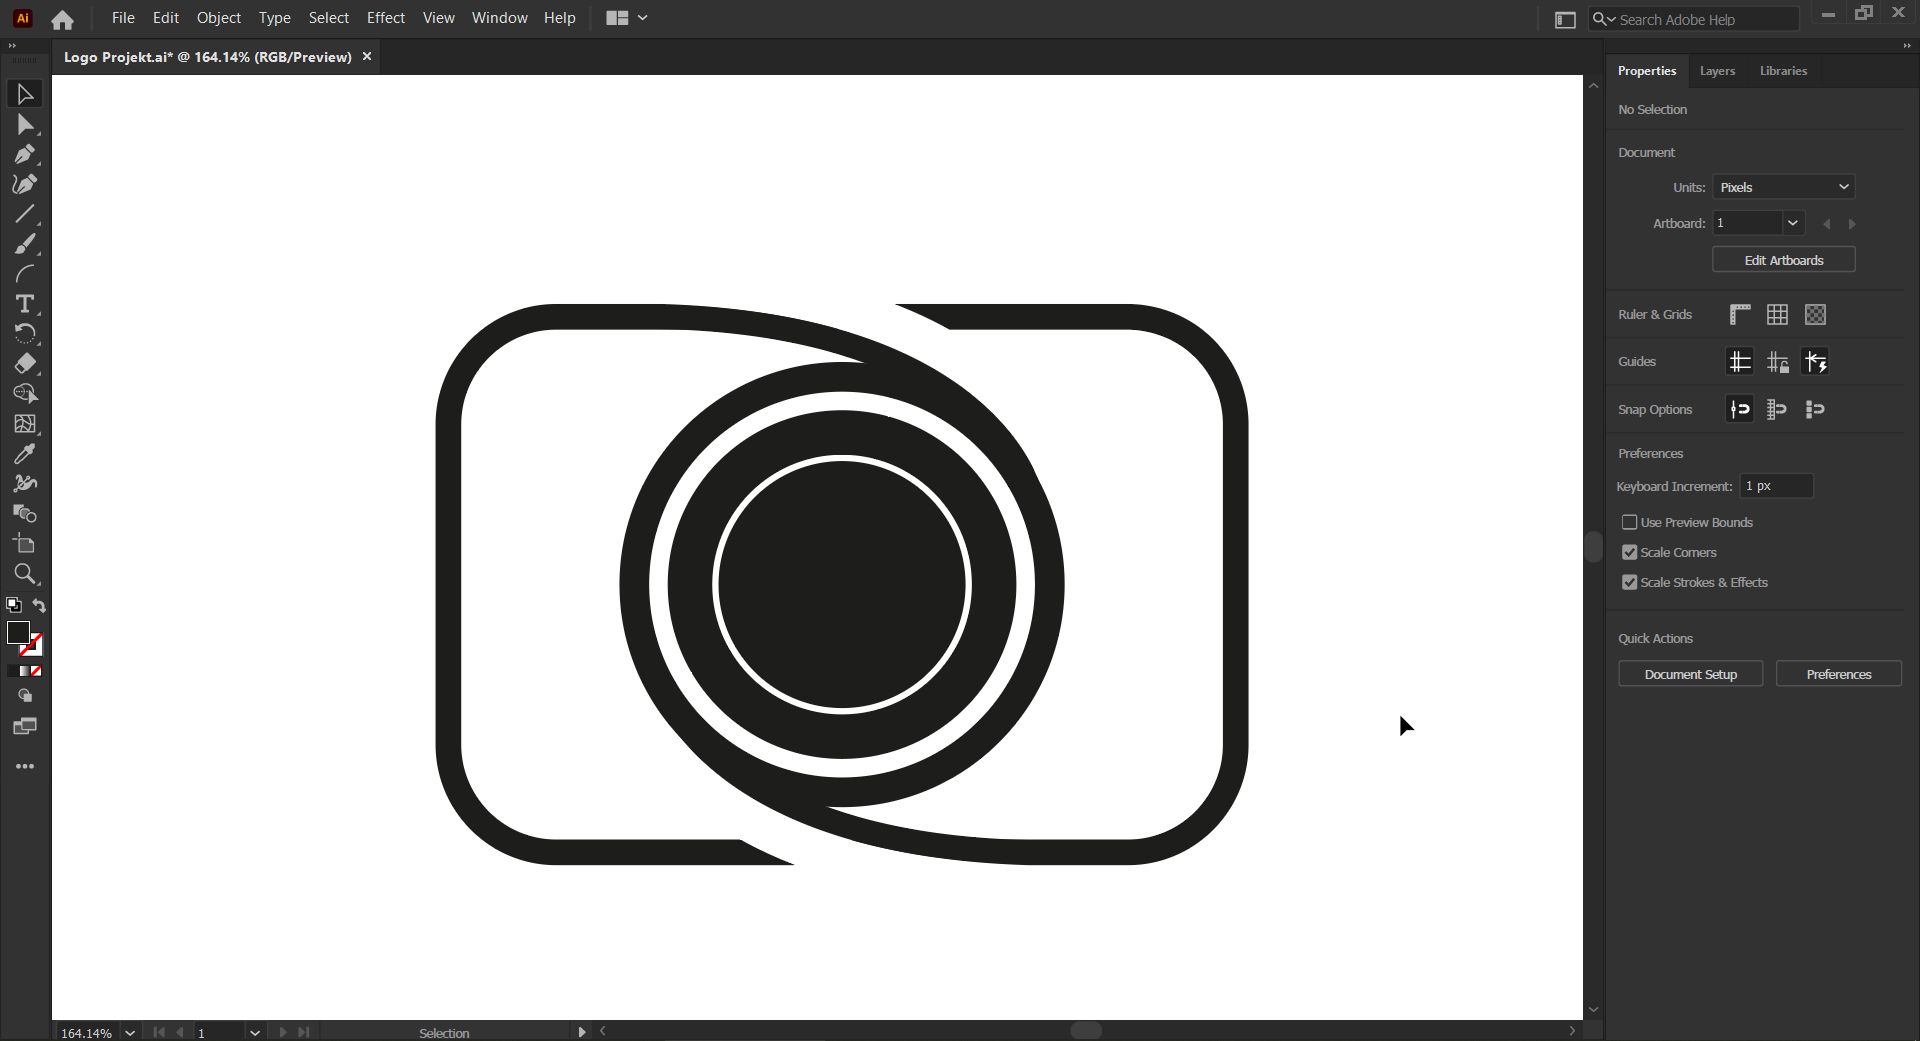 Ai File Edit Object Type Select Effect View Window Help Search Adobe Help
Logo Projekt.ai* @ 164.14% (RGB/Preview) ×
Properties Layers Libraries
No Selection
Document
Units: Pixels
Artboard: 1
Edit Artboards
Ruler & Grids
Guides
Snap Options
Preferences
Keyboard Increment: 1 px
Use Preview Bounds
Scale Corners
Scale Strokes & Effects
Quick Actions
Document Setup Preferences
164.14% 1 Selection